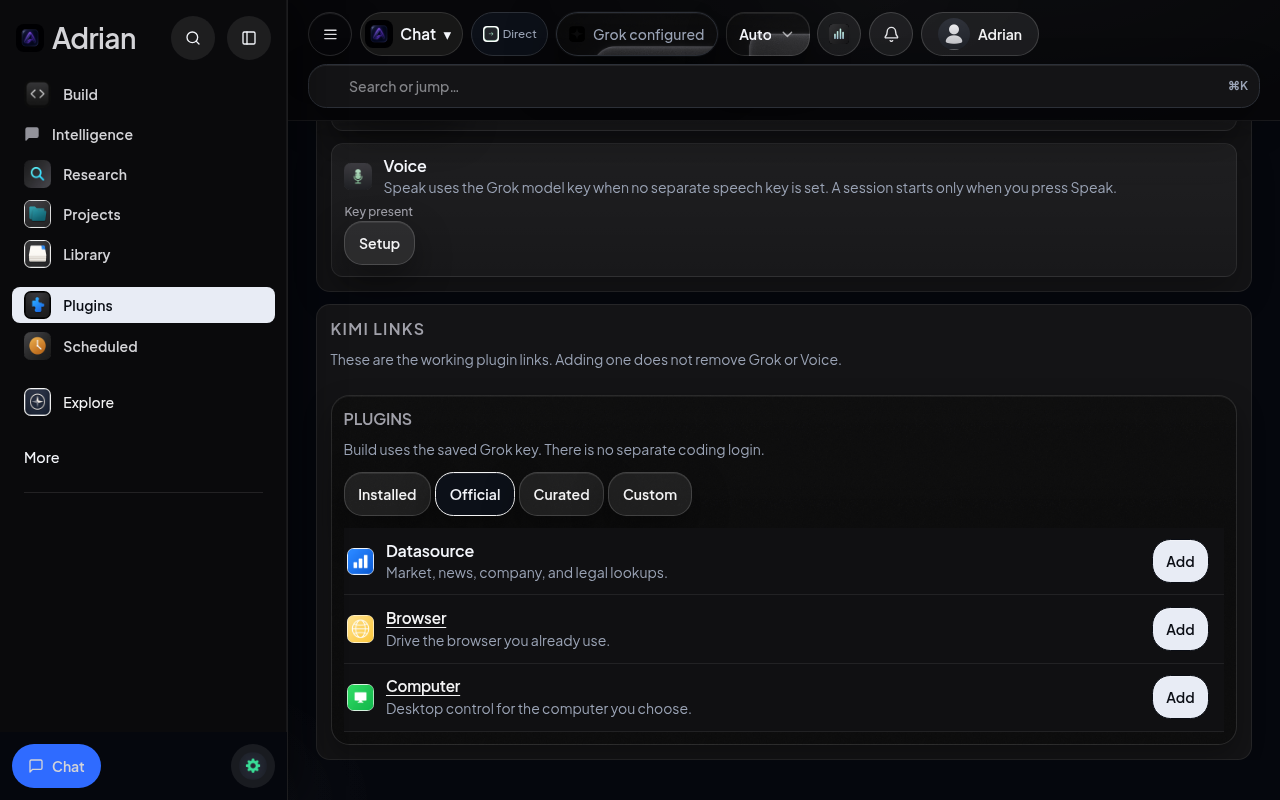 Adrian
Build
Intelligence
Research
Projects
Library
Plugins
Scheduled
Explore
More
Chat
Chat ▾
Direct
Grok configured
Auto
Adrian
Search or jump…
⌘K
Voice
Speak uses the Grok model key when no separate speech key is set. A session starts only when you press Speak.
Key present
Setup
KIMI LINKS
These are the working plugin links. Adding one does not remove Grok or Voice.
PLUGINS
Build uses the saved Grok key. There is no separate coding login.
Installed
Official
Curated
Custom
Datasource
Market, news, company, and legal lookups.
Add
Browser
Drive the browser you already use.
Add
Computer
Desktop control for the computer you choose.
Add